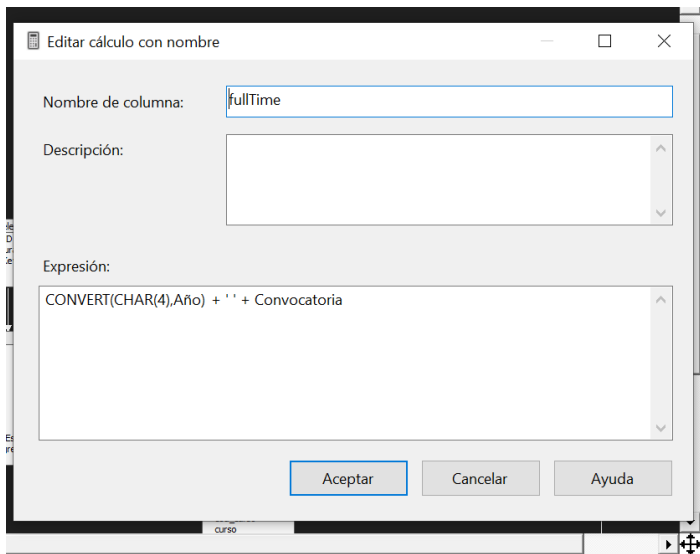 Editar cálculo con nombre
Nombre de columna:
fullTime
Descripción:
Expresión:
CONVERT(CHAR(4),Año) + ' ' + Convocatoria
Aceptar
Cancelar
Ayuda
curso